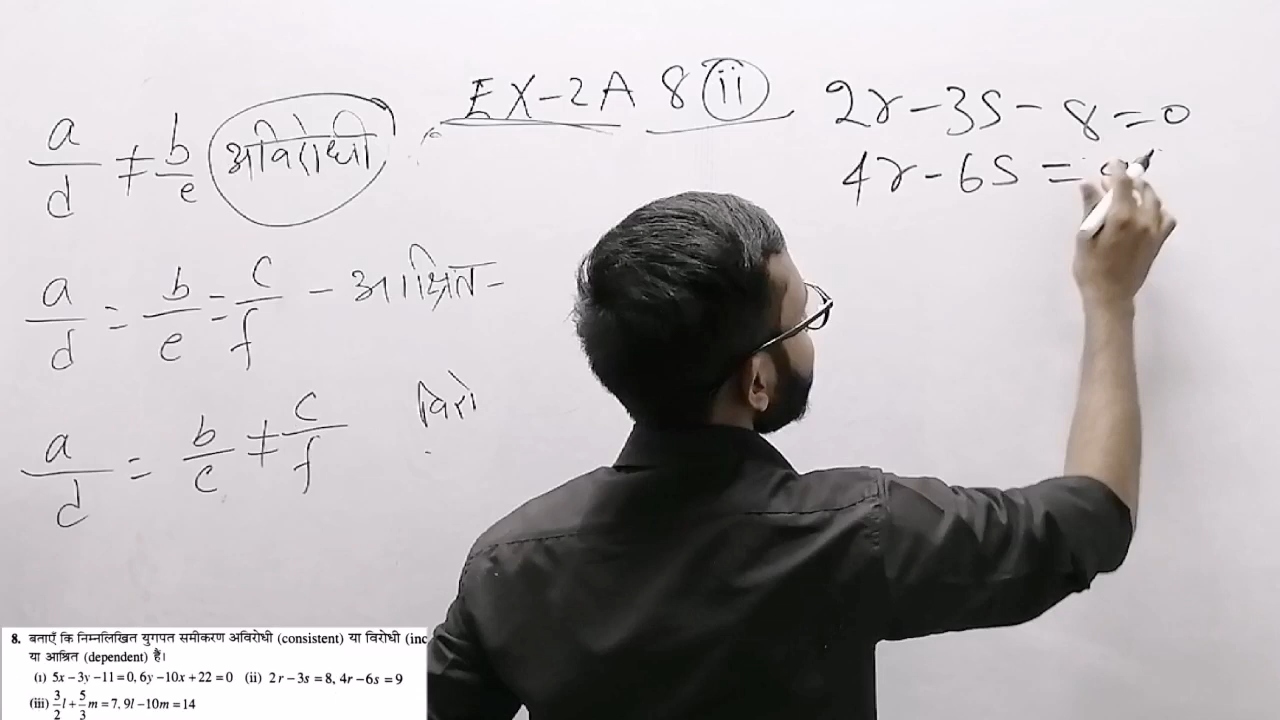 EX-2A 8 ii
2r-3s-8=0
4r-6s=
a/d ≠ b/e अविरोधी
a/d = b/e = c/f - आश्रित-
a/d = b/e ≠ c/f विरो
8. बताएँ कि निम्नलिखित युगपत समीकरण अविरोधी (consistent) या विरोधी (inc
या आश्रित (dependent) हैं।
(i) 5x-3y-11=0, 6y-10x+22=0 (ii) 2r-3s=8, 4r-6s=9
(iii) 3/2 l + 5/3 m = 7, 9l-10m=14